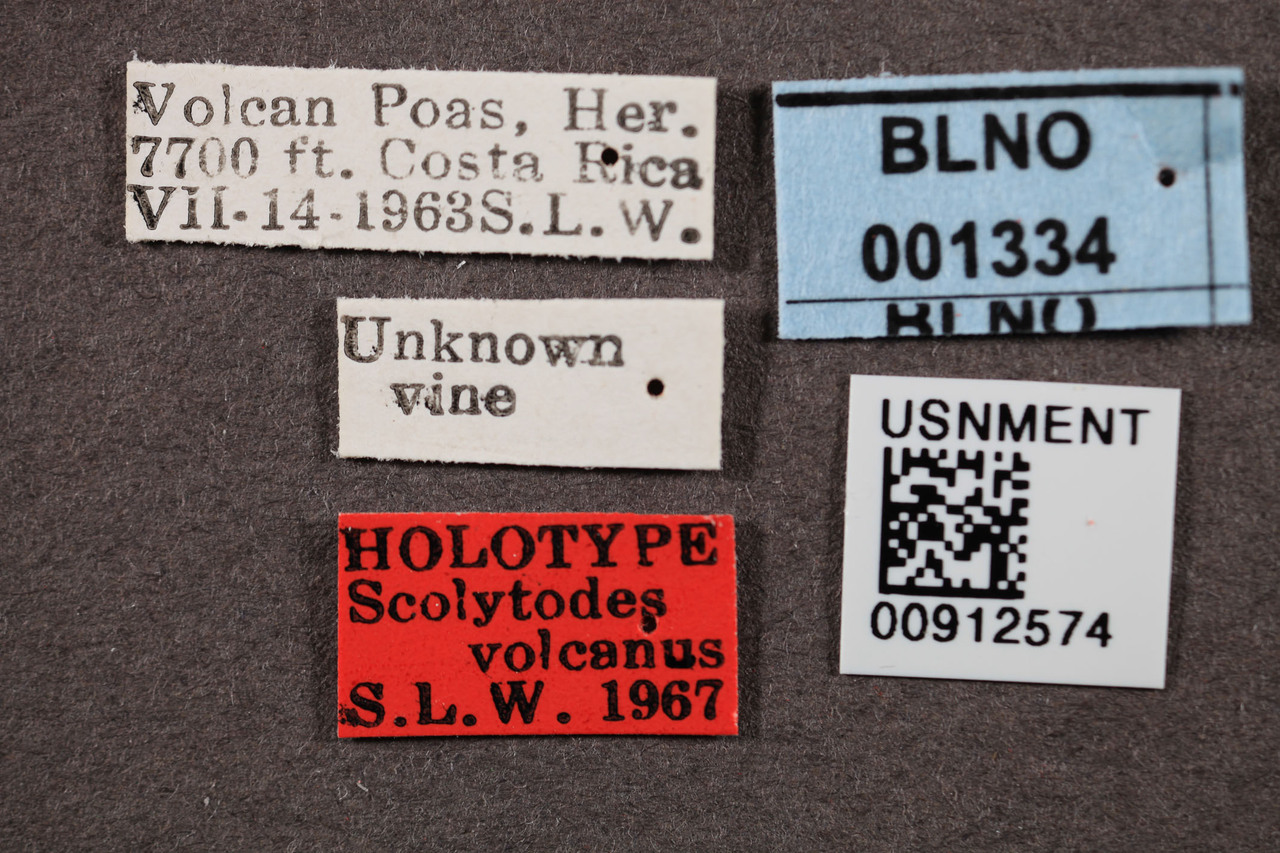 Volcan Poas, Her.
7700 ft. Costa Rica
VII-14-1963S.L.W.
Unknown
vine
HOLOTYPE
Scolytodes
volcanus
S.L.W. 1967
BLNO
001334
BLNO
USNMENT
00912574